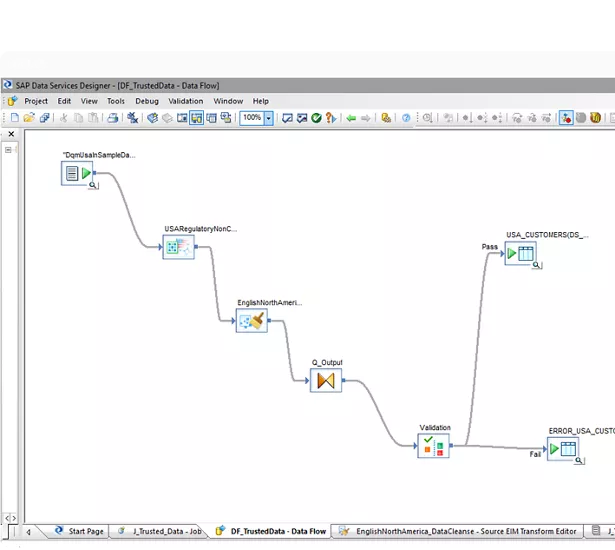 SAP Data Services Designer - [DF_TrustedData - Data Flow]
Project Edit View Tools Debug Validation Window Help
100%
"DqmUsaInSampleDa...
USARegulatoryNonC...
EnglishNorthAmeri...
Q_Output
Validation
Pass
USA_CUSTOMERS(DS_...
Fail
ERROR_USA_CUSTO
Start Page J_Trusted_Data - Job DF_TrustedData - Data Flow EnglishNorthAmerica_DataCleanse - Source EIM Transform Editor